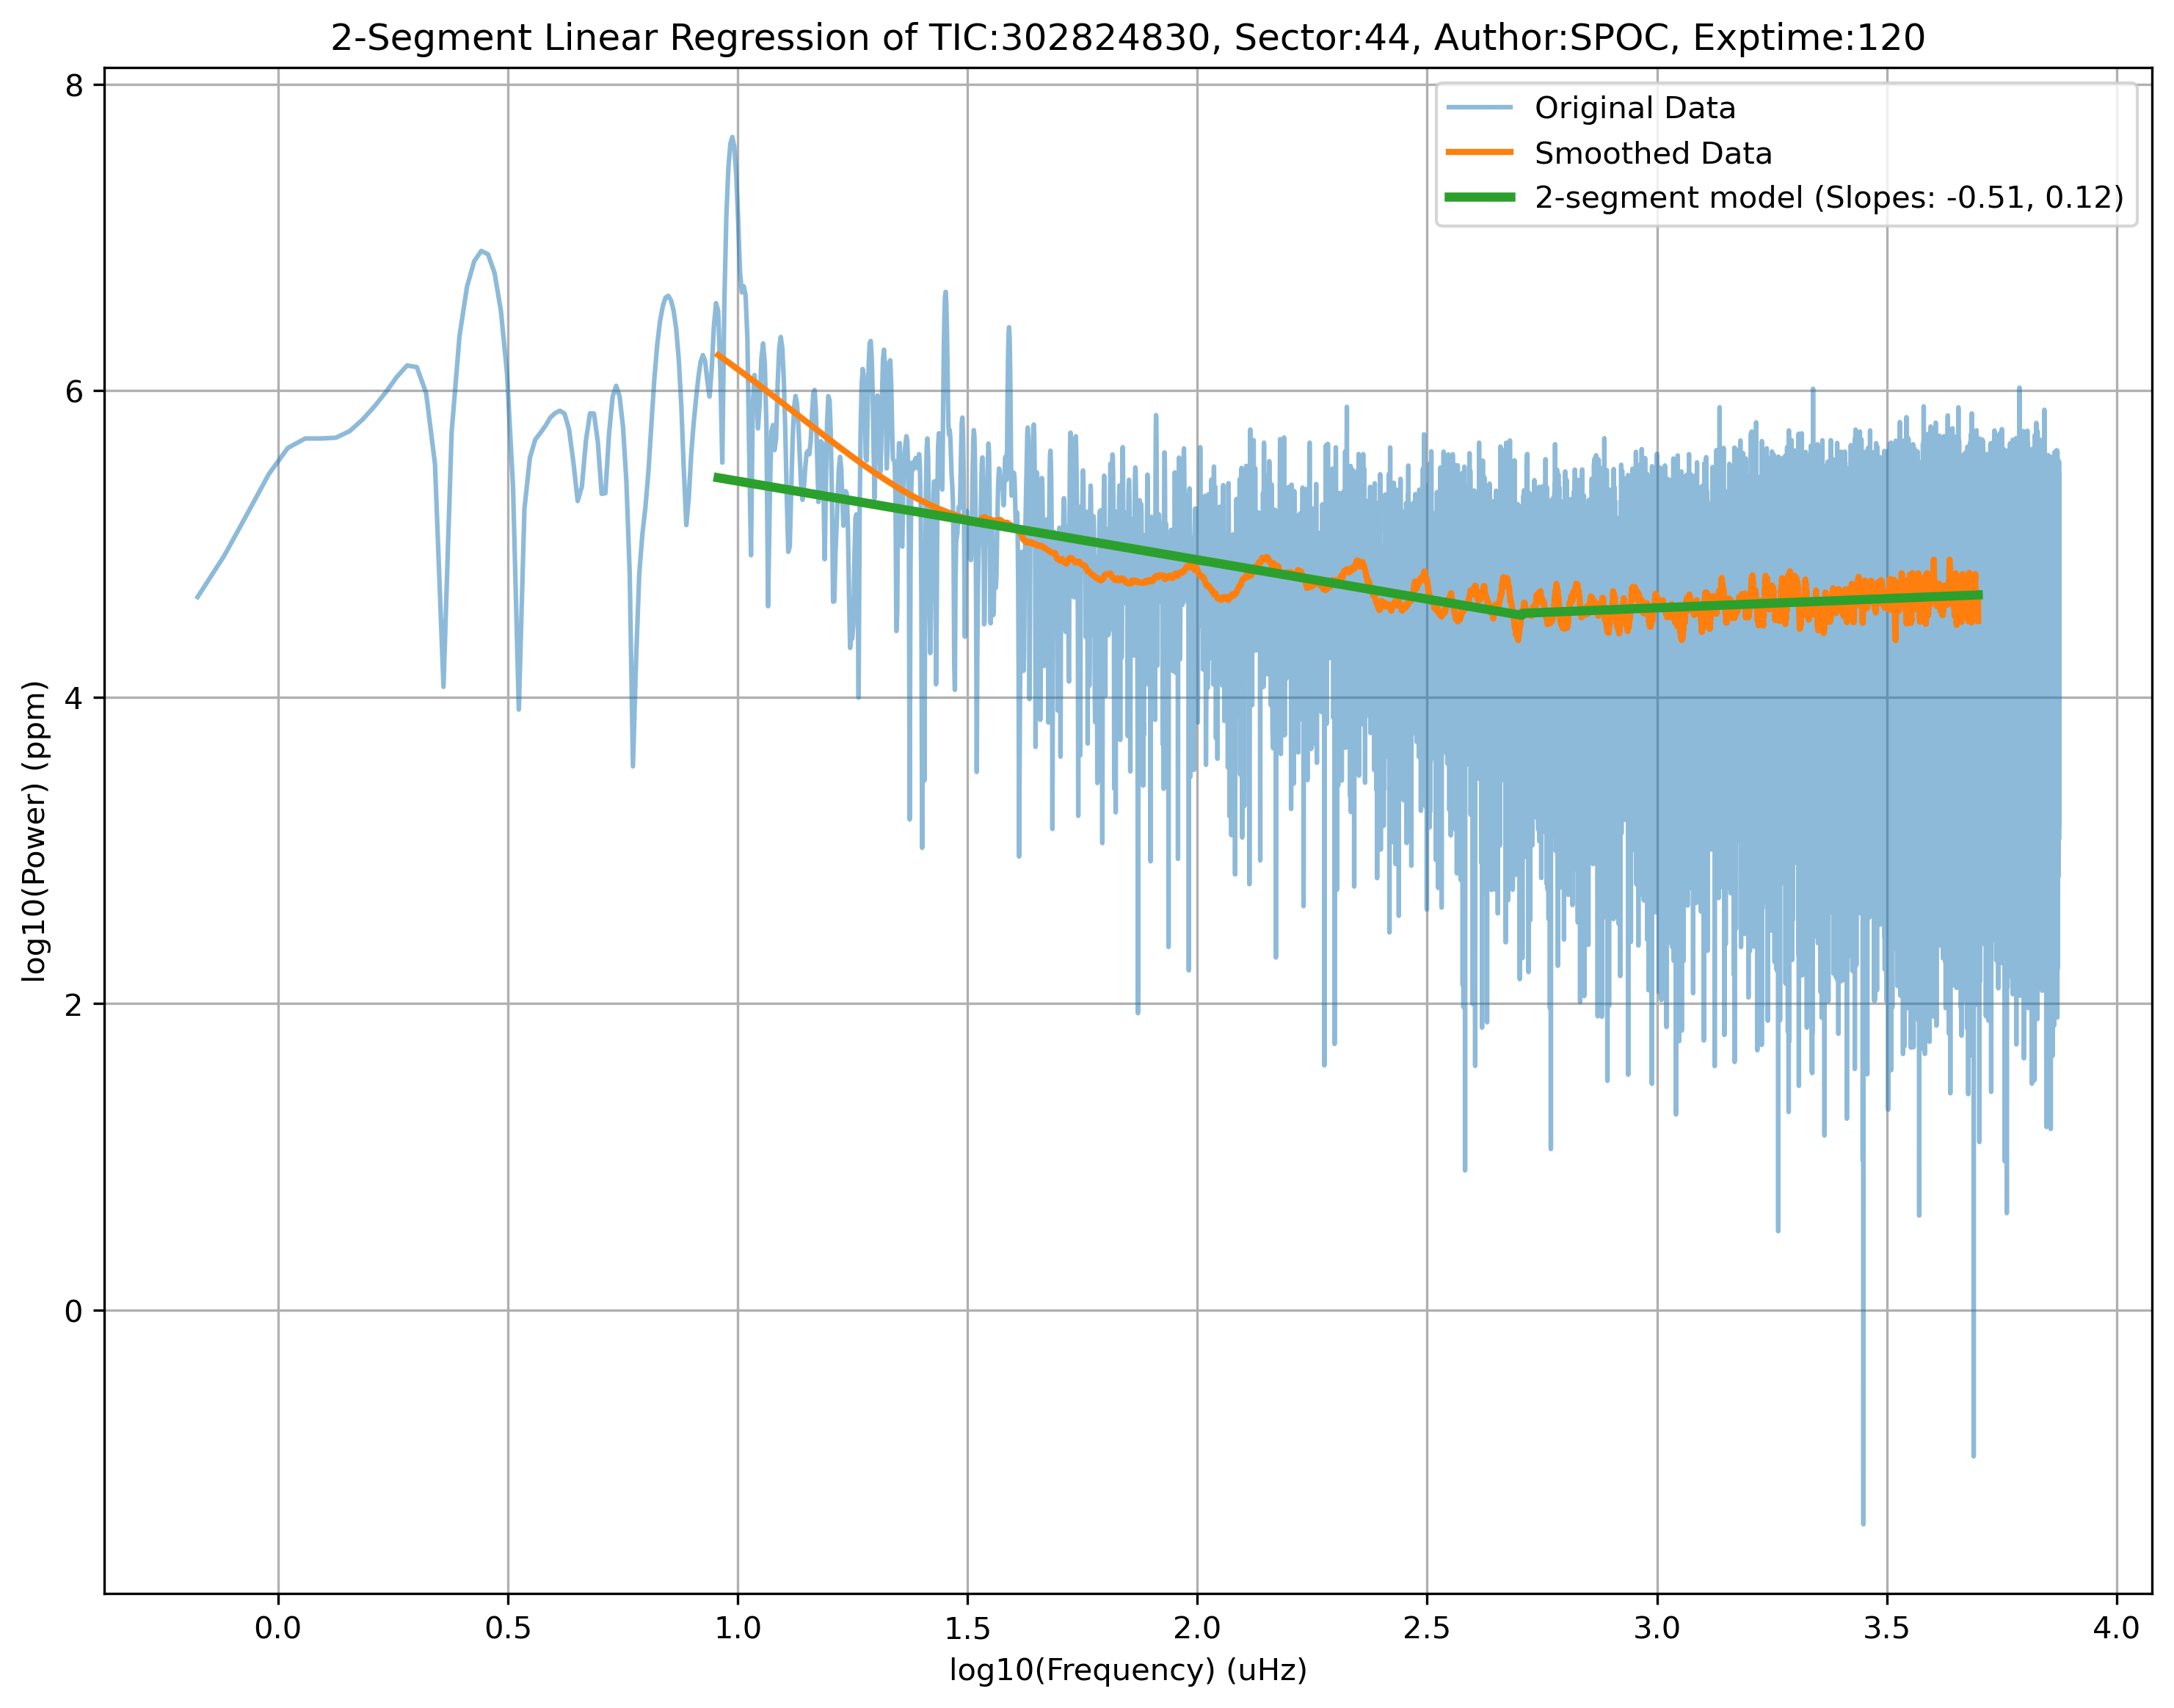 2-Segment Linear Regression of TIC:302824830, Sector:44, Author:SPOC, Exptime:120
Original Data
Smoothed Data
2-segment model (Slopes: -0.51, 0.12)
8
6
4
2
0
log10(Power) (ppm)
0.0 0.5 1.0 1.5 2.0 2.5 3.0 3.5 4.0
log10(Frequency) (uHz)